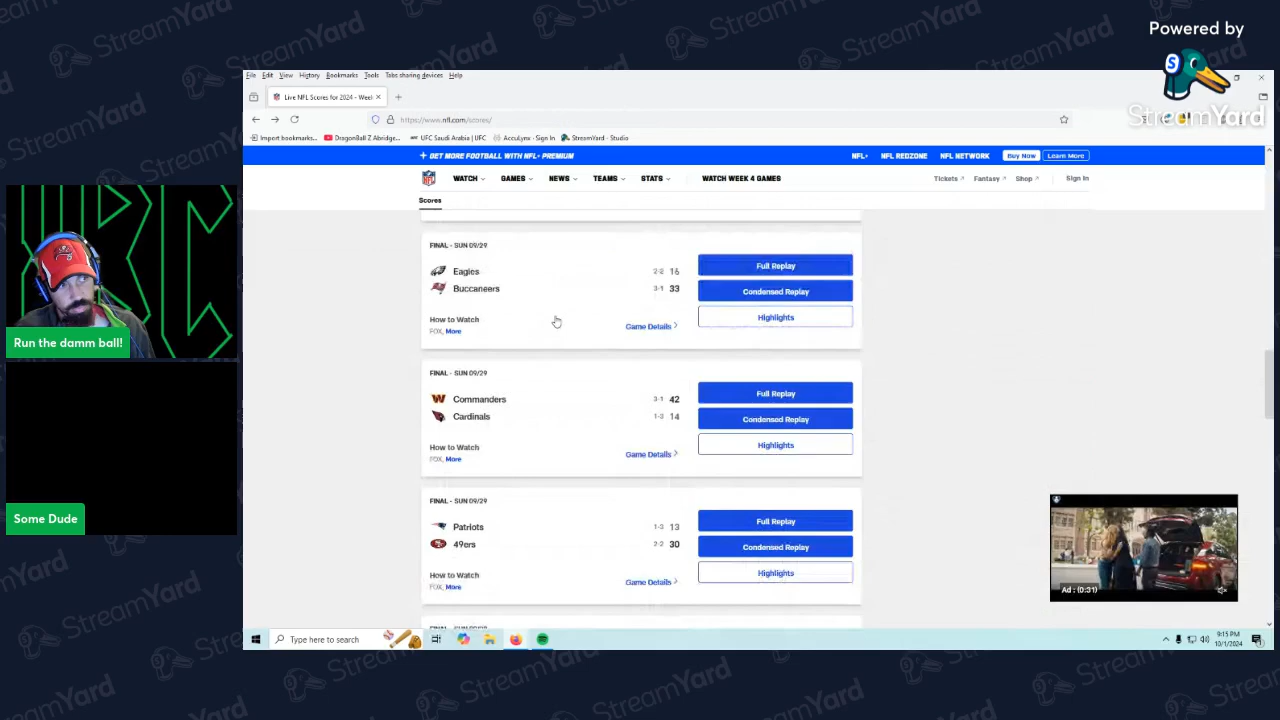 Powered by
StreamYard
File Edit View History Bookmarks Tools Tabs sharing devices Help
Live NFL Scores for 2024 - Week
https://www.nfl.com/scores/
Import bookmarks... DragonBall Z Abridge... UFC Saudi Arabia | UFC AccuLynx - Sign In StreamYard - Studio
+ GET MORE FOOTBALL WITH NFL+ PREMIUM NFL+ NFL REDZONE NFL NETWORK Buy Now Learn More
WATCH GAMES NEWS TEAMS STATS WATCH WEEK 4 GAMES Tickets Fantasy Shop Sign In
Scores
FINAL - SUN 09/29
Eagles 2-2 16
Buccaneers 3-1 33
How to Watch
FOX, More
Game Details
Full Replay
Condensed Replay
Highlights
FINAL - SUN 09/29
Commanders 3-1 42
Cardinals 1-3 14
How to Watch
FOX, More
Game Details
Full Replay
Condensed Replay
Highlights
FINAL - SUN 09/29
Patriots 1-3 13
49ers 2-2 30
How to Watch
FOX, More
Game Details
Full Replay
Condensed Replay
Highlights
FINAL - SUN 09/29
Ad : (0:31)
Run the damm ball!
Some Dude
Type here to search
9:15 PM
10/1/2024